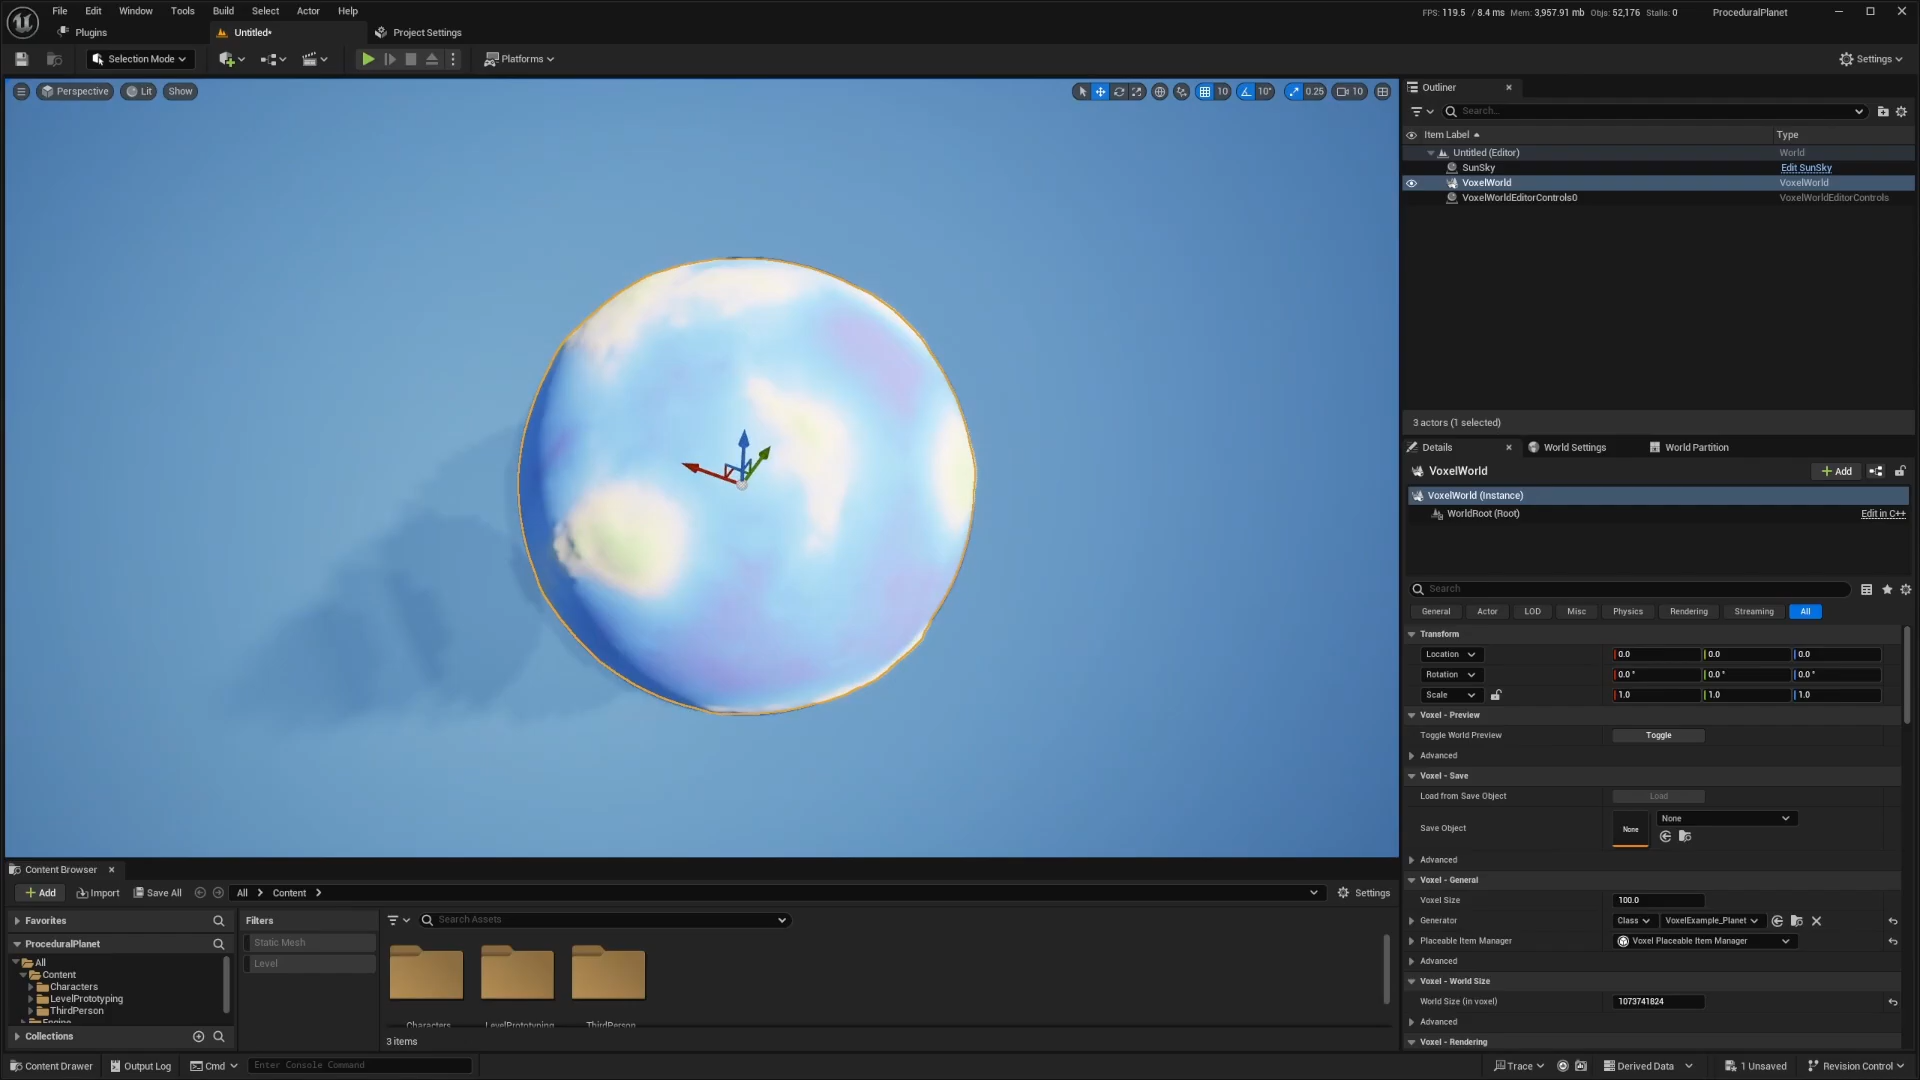 File Edit Window Tools Build Select Actor Help
FPS: 119.5 / 8.4 ms Mem: 3,957.91 mb Objs: 52,176 Stalls: 0
ProceduralPlanet
Plugins
Untitled*
Project Settings
Selection Mode
Platforms
Settings
Perspective
Lit
Show
10
10°
0.25
10
Outliner
Search...
Item Label
Type
Untitled (Editor)
World
SunSky
Edit SunSky
VoxelWorld
VoxelWorld
VoxelWorldEditorControls0
VoxelWorldEditorControls
3 actors (1 selected)
Details
World Settings
World Partition
VoxelWorld
Add
VoxelWorld (Instance)
WorldRoot (Root)
Edit in C++
Search
General
Actor
LOD
Misc
Physics
Rendering
Streaming
All
Transform
Location
0.0
0.0
0.0
Rotation
0.0 °
0.0 °
0.0 °
Scale
1.0
1.0
1.0
Voxel - Preview
Toggle World Preview
Toggle
Advanced
Voxel - Save
Load from Save Object
Load
Save Object
None
None
Advanced
Voxel - General
Voxel Size
100.0
Generator
Class
VoxelExample_Planet
Placeable Item Manager
Voxel Placeable Item Manager
Advanced
Voxel - World Size
World Size (in voxel)
1073741824
Advanced
Voxel - Rendering
Content Browser
Add
Import
Save All
All
Content
Settings
Favorites
ProceduralPlanet
All
Content
Characters
LevelPrototyping
ThirdPerson
Engine
Collections
Filters
Static Mesh
Level
Search Assets
Characters
LevelPrototyping
ThirdPerson
3 items
Content Drawer
Output Log
Cmd
Enter Console Command
Trace
Derived Data
1 Unsaved
Revision Control